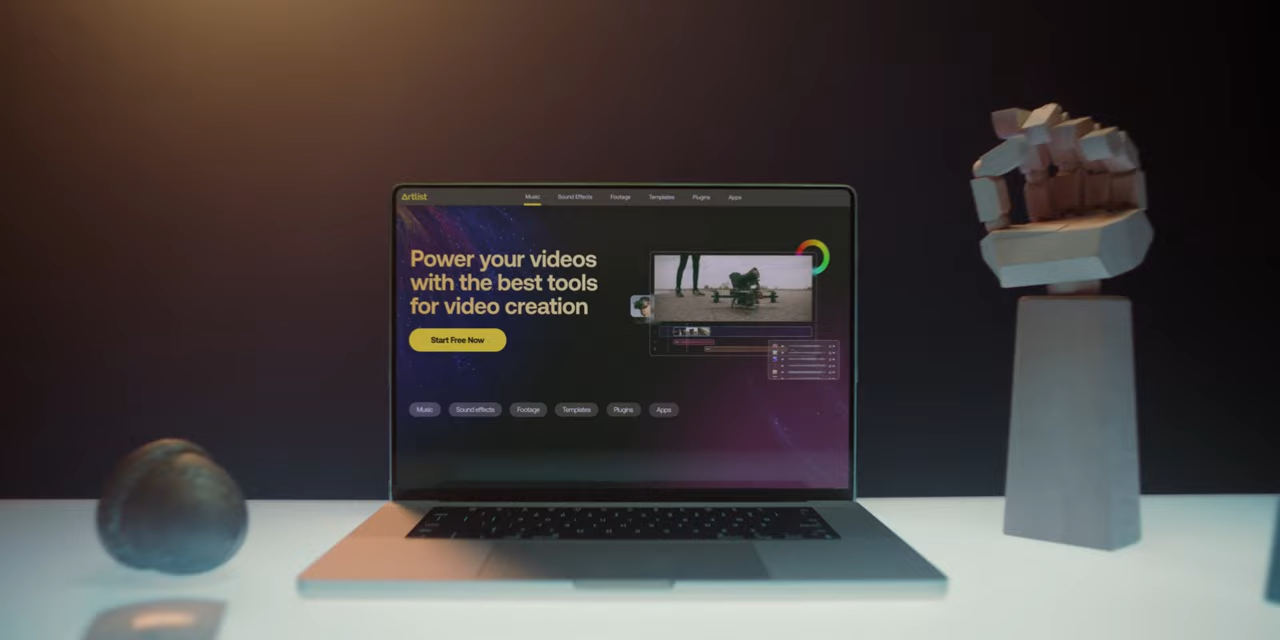 Artlist
Music Sound Effects Footage Templates Plugins Apps
Power your videos
with the best tools
for video creation
Start Free Now
Music Sound effects Footage Templates Plugins Apps